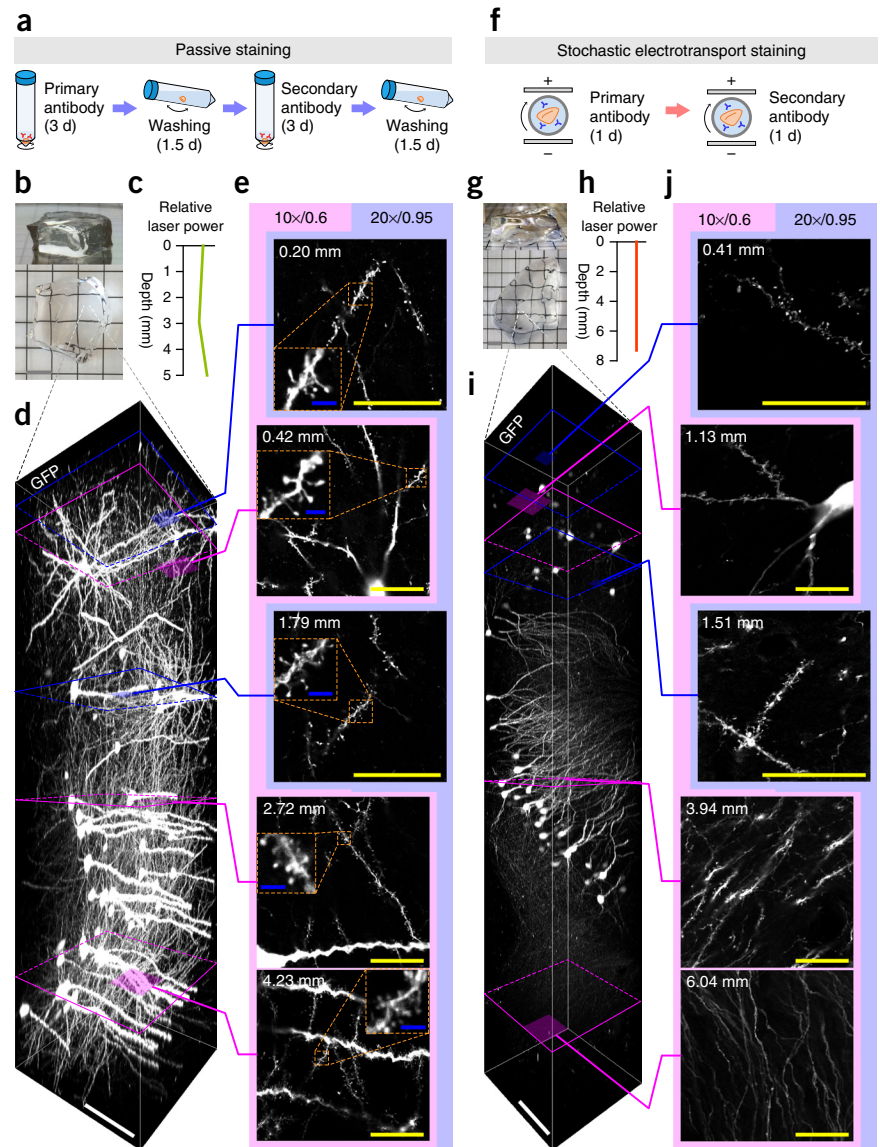 a
Passive staining
Primary
antibody
(3 d)
Washing
(1.5 d)
Secondary
antibody
(3 d)
Washing
(1.5 d)
b
c
Relative
laser power
0
1
2
3
4
5
Depth (mm)
d
GFP
e
10×/0.6
20×/0.95
0.20 mm
0.42 mm
1.79 mm
2.72 mm
4.23 mm
f
Stochastic electrotransport staining
+
–
Primary
antibody
(1 d)
+
–
Secondary
antibody
(1 d)
g
h
Relative
laser power
0
2
4
6
8
Depth (mm)
i
GFP
j
10×/0.6
20×/0.95
0.41 mm
1.13 mm
1.51 mm
3.94 mm
6.04 mm